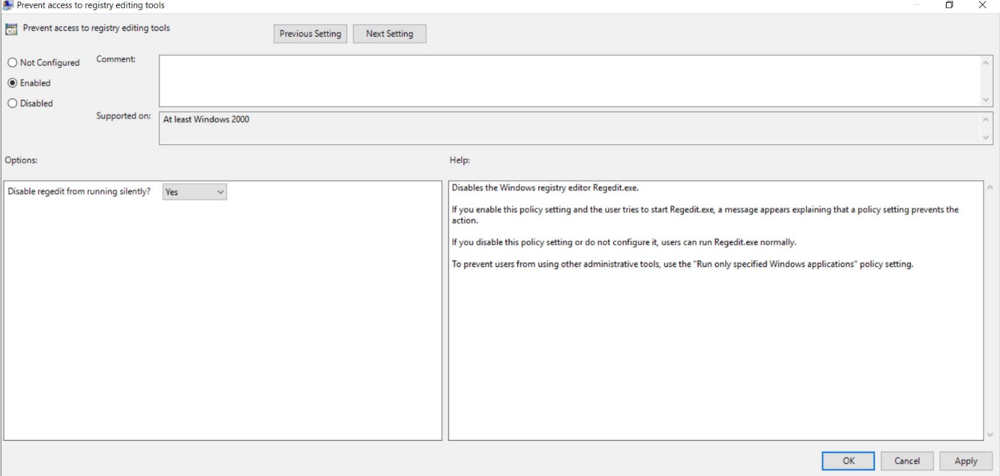 Prevent access to registry editing tools
Prevent access to registry editing tools
Previous Setting
Next Setting
Not Configured
Comment:
Enabled
Disabled
Supported on:
At least Windows 2000
Options:
Help:
Disable regedit from running silently?
Yes
Disables the Windows registry editor Regedit.exe.
If you enable this policy setting and the user tries to start Regedit.exe, a message appears explaining that a policy setting prevents the
action.
If you disable this policy setting or do not configure it, users can run Regedit.exe normally.
To prevent users from using other administrative tools, use the "Run only specified Windows applications" policy setting.
OK
Cancel
Apply